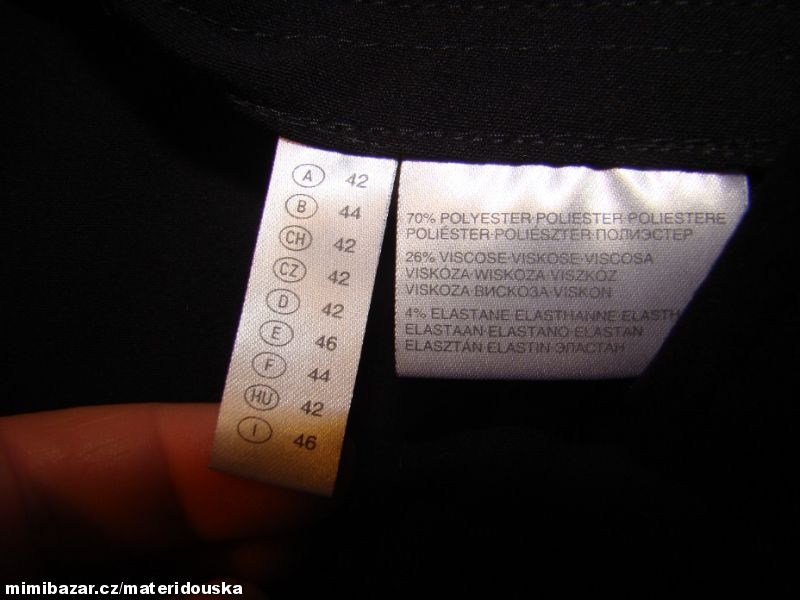 A 42
B 44
CH 42
CZ 42
D 42
E 46
F 44
HU 42
I 46
70% POLYESTER·POLIESTER·POLIESTERE
POLIÉSTER·POLIÉSZTER·ПОЛИЭСТЕР
26% VISCOSE·VISKOSE·VISCOSA
VISKÓZA·WISKOZA·VISZKÓZ
VISKOZA·ВИСКОЗА·VISKON
4% ELASTANE·ELASTHANNE·ELASTH
ELASTAAN·ELASTANO·ELASTAN
ELASZTÁN·ELASTIN·ЭЛАСТАН
mimibazar.cz/materidouska